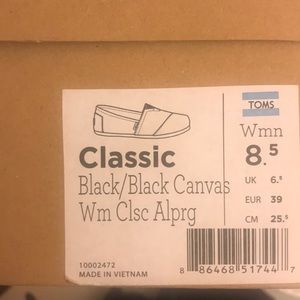 TOMS
Wmn
Classic
8.5
Black/Black Canvas
UK 6.5
Wm Clsc Alprg
EUR 39
CM 25.5
10002472
MADE IN VIETNAM
8 86468 51744 7